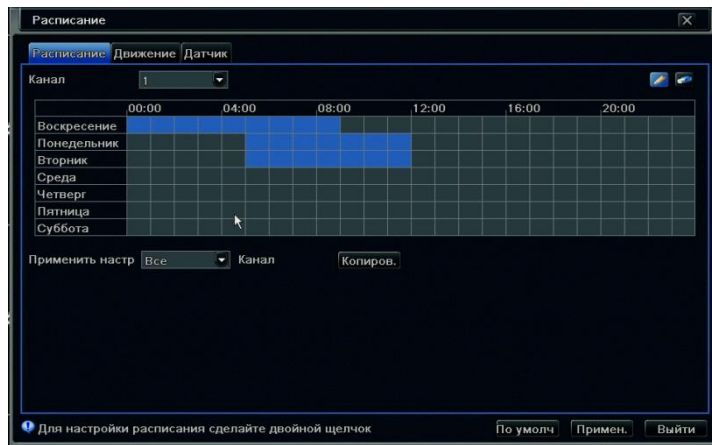 Расписание
Расписание Движение Датчик
Канал 1
00:00 04:00 08:00 12:00 16:00 20:00
Воскресение
Понедельник
Вторник
Среда
Четверг
Пятница
Суббота
Применить настр Все Канал Копиров.
Для настройки расписания сделайте двойной щелчок По умолч Примен. Выйти